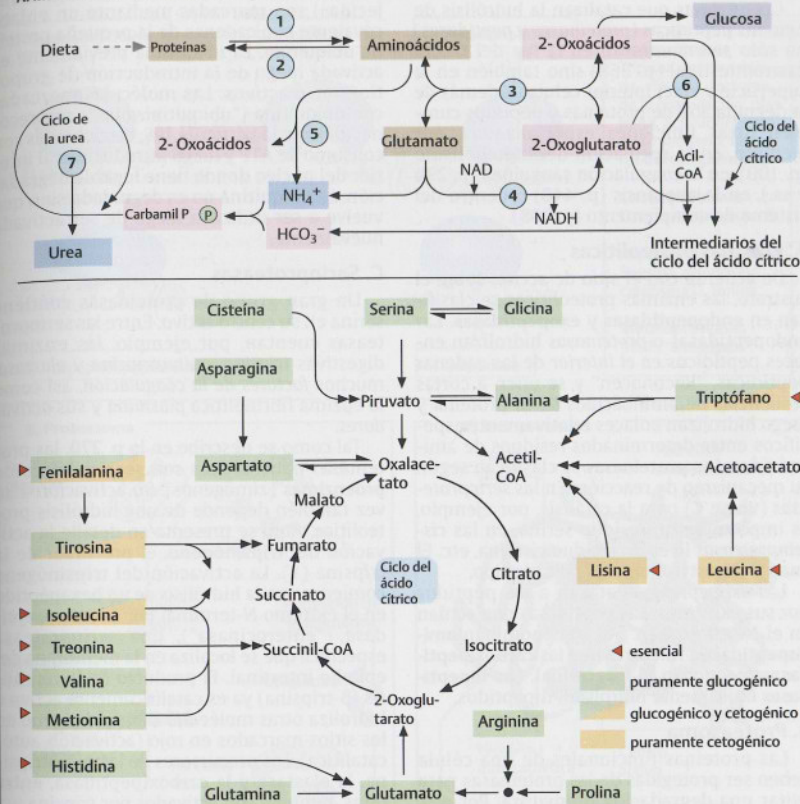 Glucosa
1
Dieta
Proteínas
Aminoácidos
2-Oxoácidos
2
Ciclo de
la urea
7
2- Oxoácidos
5
Glutamato
3
2-Oxoglutarato
6
Acil-
CoA
Ciclo del
ácido
cítrico
NAD
4
NADH
NH₄⁺
Carbamil P
P
HCO₃⁻
Urea
Intermediarios del
ciclo del ácido cítrico
Cisteína
Serina
Glicina
Asparagina
Piruvato
Alanina
Triptófano
Fenilalanina
Aspartato
Oxalace-
tato
Acetil-
CoA
Acetoacetato
Malato
Tirosina
Fumarato
Ciclo del
ácido
cítrico
Citrato
Lisina
Leucina
Isoleucina
Succinato
Treonina
Succinil-CoA
Isocitrato
Valina
Metionina
2-Oxoglu-
tarato
Arginina
Histidina
Glutamina
Glutamato
Prolina
esencial
puramente glucogénico
glucogénico y cetogénico
puramente cetogénico